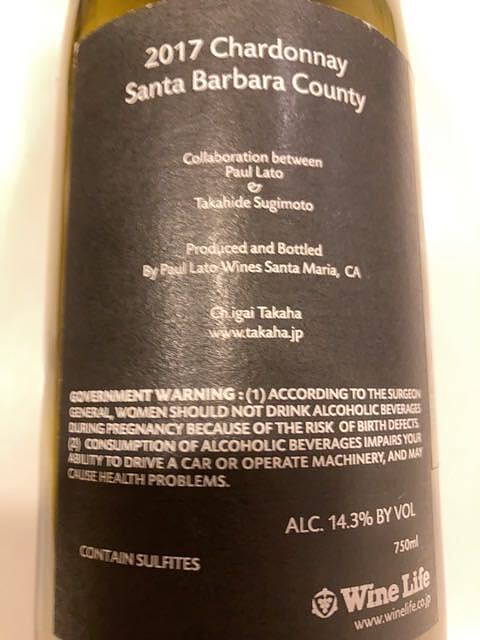 2017 Chardonnay
Santa Barbara County
Collaboration between
Paul Lato
&
Takahide Sugimoto
Produced and Bottled
By Paul Lato Wines Santa Maria, CA
Ch.igai Takaha
www.takaha.jp
GOVERNMENT WARNING : (1) ACCORDING TO THE SURGEON
GENERAL, WOMEN SHOULD NOT DRINK ALCOHOLIC BEVERAGES
DURING PREGNANCY BECAUSE OF THE RISK OF BIRTH DEFECTS.
(2) CONSUMPTION OF ALCOHOLIC BEVERAGES IMPAIRS YOUR
ABILITY TO DRIVE A CAR OR OPERATE MACHINERY, AND MAY
CAUSE HEALTH PROBLEMS.
ALC. 14.3% BY VOL
750ml
CONTAIN SULFITES
Wine Life
www.winelife.co.jp